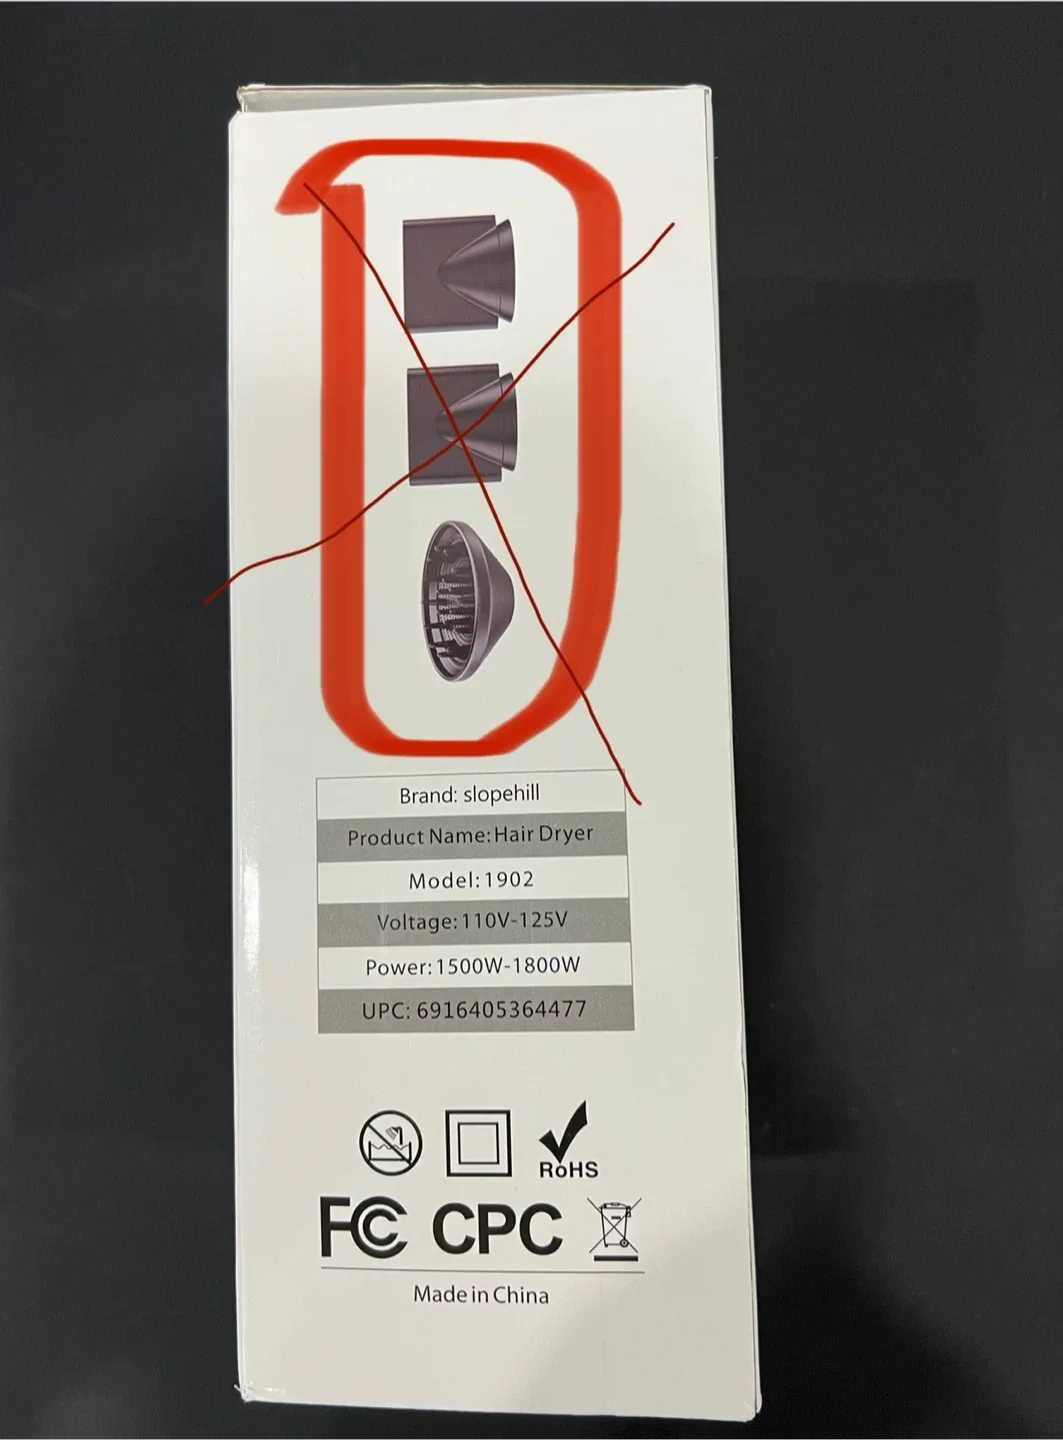 Brand: slopehill
Product Name:Hair Dryer
Model:1902
Voltage:110V-125V
Power:1500W-1800W
UPC: 6916405364477
RoHS
FC CPC
Made in China